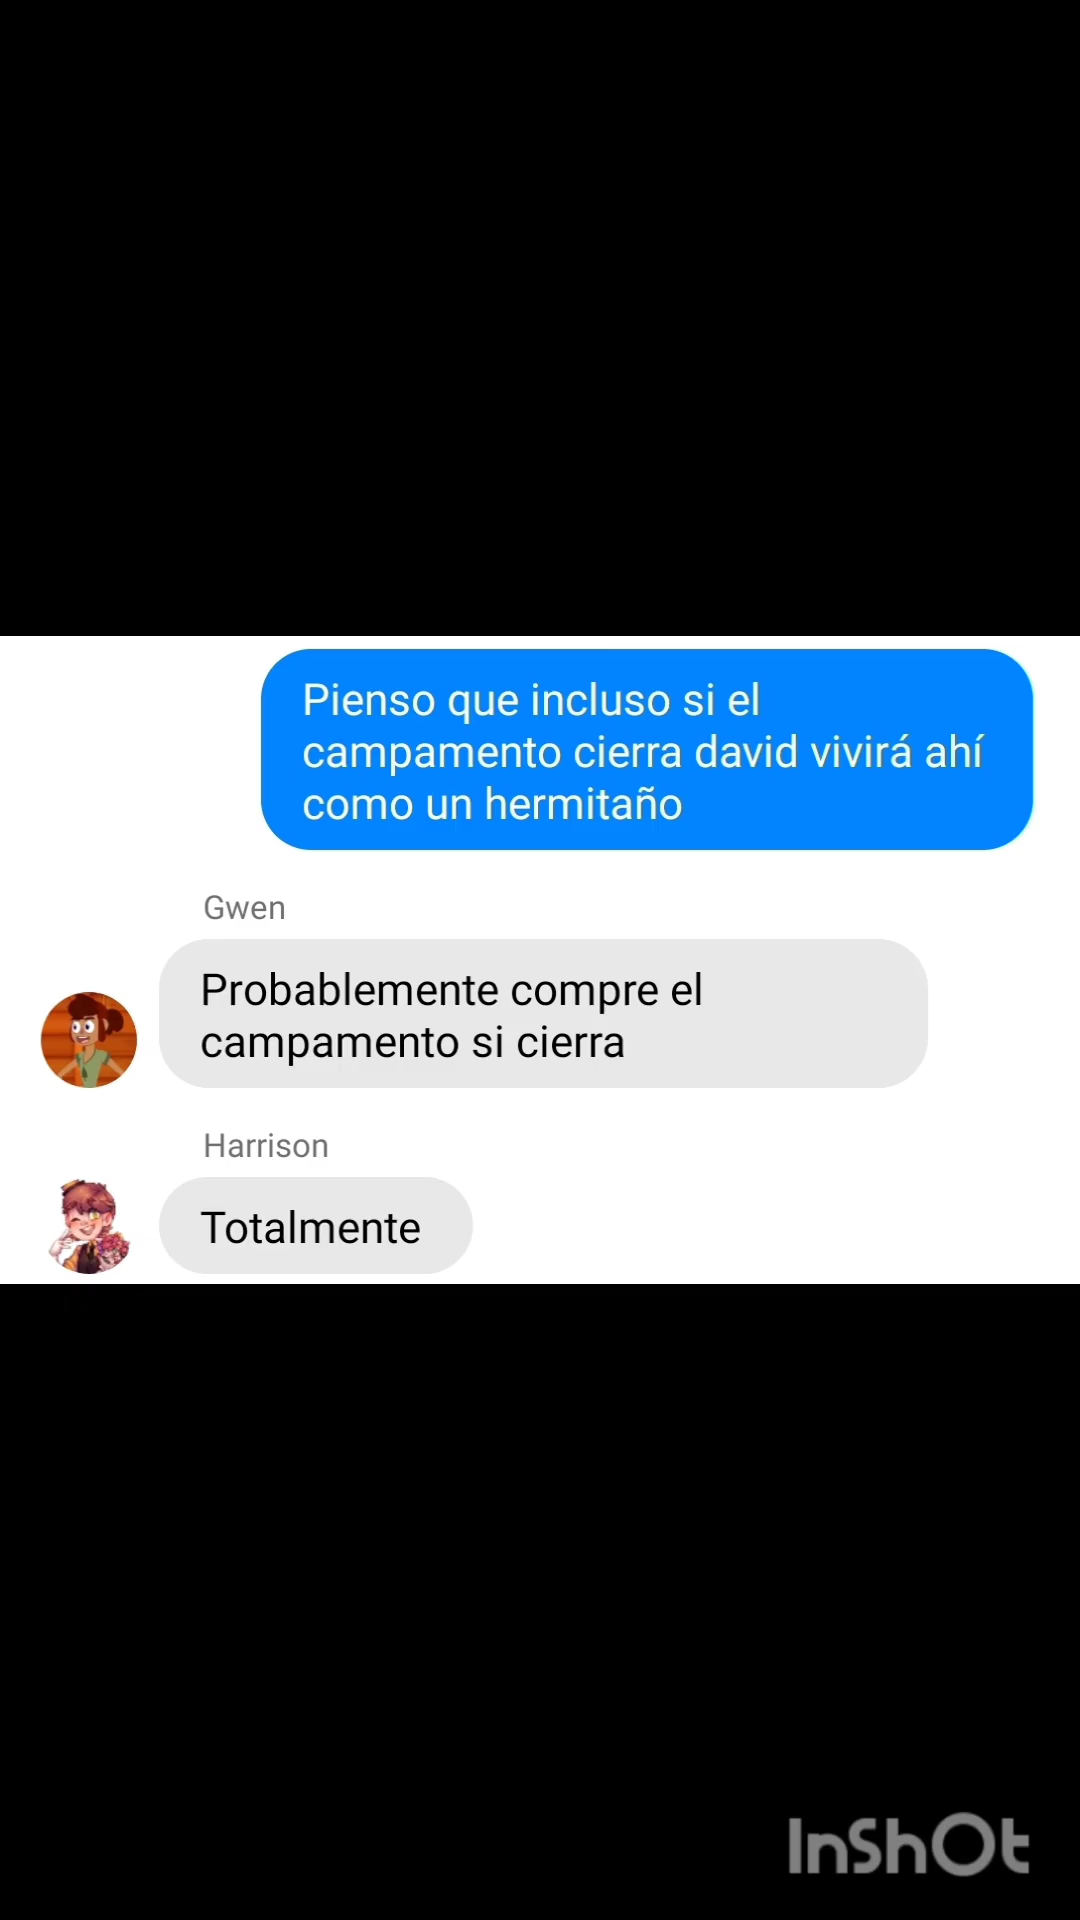 Pienso que incluso si el
campamento cierra david vivirá ahí
como un hermitaño
Gwen
Probablemente compre el
campamento si cierra
Harrison
Totalmente
InShOt